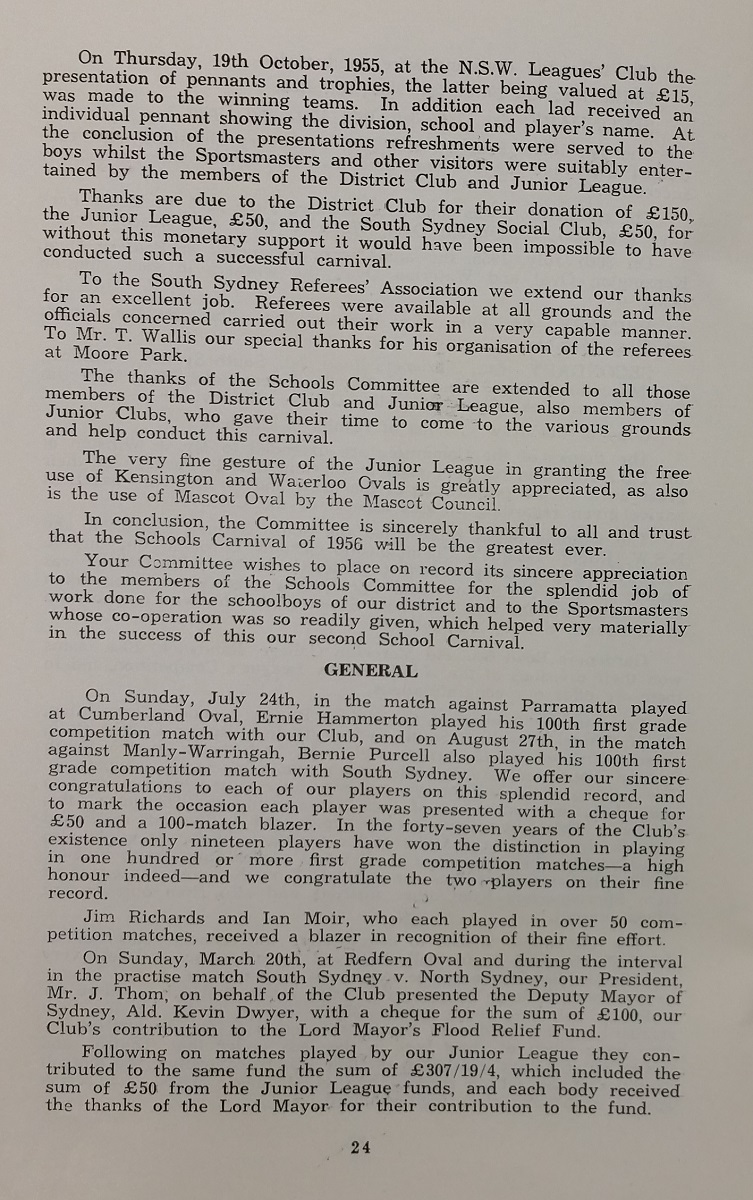 On Thursday, 19th October, 1955, at the N.S.W. Leagues' Club the
presentation of pennants and trophies, the latter being valued at £15,
was made to the winning teams. In addition each lad received an
individual pennant showing the division, school and player's name. At
the conclusion of the presentations refreshments were served to the
boys whilst the Sportsmasters and other visitors were suitably enter-
tained by the members of the District Club and Junior League.
Thanks are due to the District Club for their donation of £150,
the Junior League, £50, and the South Sydney Social Club, £50, for
without this monetary support it would have been impossible to have
conducted such a successful carnival.
To the South Sydney Referees' Association we extend our thanks
for an excellent job. Referees were available at all grounds and the
officials concerned carried out their work in a very capable manner.
To Mr. T. Wallis our special thanks for his organisation of the referees
at Moore Park.
The thanks of the Schools Committee are extended to all those
members of the District Club and Junior League, also members of
Junior Clubs, who gave their time to come to the various grounds
and help conduct this carnival.
The very fine gesture of the Junior League in granting the free
use of Kensington and Waterloo Ovals is greatly appreciated, as also
is the use of Mascot Oval by the Mascot Council.
In conclusion, the Committee is sincerely thankful to all and trust
that the Schools Carnival of 1956 will be the greatest ever.
Your Committee wishes to place on record its sincere appreciation
to the members of the Schools Committee for the splendid job of
work done for the schoolboys of our district and to the Sportsmasters
whose co-operation was so readily given, which helped very materially
in the success of this our second School Carnival.
GENERAL
On Sunday, July 24th, in the match against Parramatta played
at Cumberland Oval, Ernie Hammerton played his 100th first grade
competition match with our Club, and on August 27th, in the match
against Manly-Warringah, Bernie Purcell also played his 100th first
grade competition match with South Sydney. We offer our sincere
congratulations to each of our players on this splendid record, and
to mark the occasion each player was presented with a cheque for
£50 and a 100-match blazer. In the forty-seven years of the Club's
existence only nineteen players have won the distinction in playing
in one hundred or more first grade competition matches—a high
honour indeed—and we congratulate the two players on their fine
record.
Jim Richards and Ian Moir, who each played in over 50 com-
petition matches, received a blazer in recognition of their fine effort.
On Sunday, March 20th, at Redfern Oval and during the interval
in the practise match South Sydney v. North Sydney, our President,
Mr. J. Thom, on behalf of the Club presented the Deputy Mayor of
Sydney, Ald. Kevin Dwyer, with a cheque for the sum of £100, our
Club's contribution to the Lord Mayor's Flood Relief Fund.
Following on matches played by our Junior League they con-
tributed to the same fund the sum of £307/19/4, which included the
sum of £50 from the Junior League funds, and each body received
the thanks of the Lord Mayor for their contribution to the fund.
24